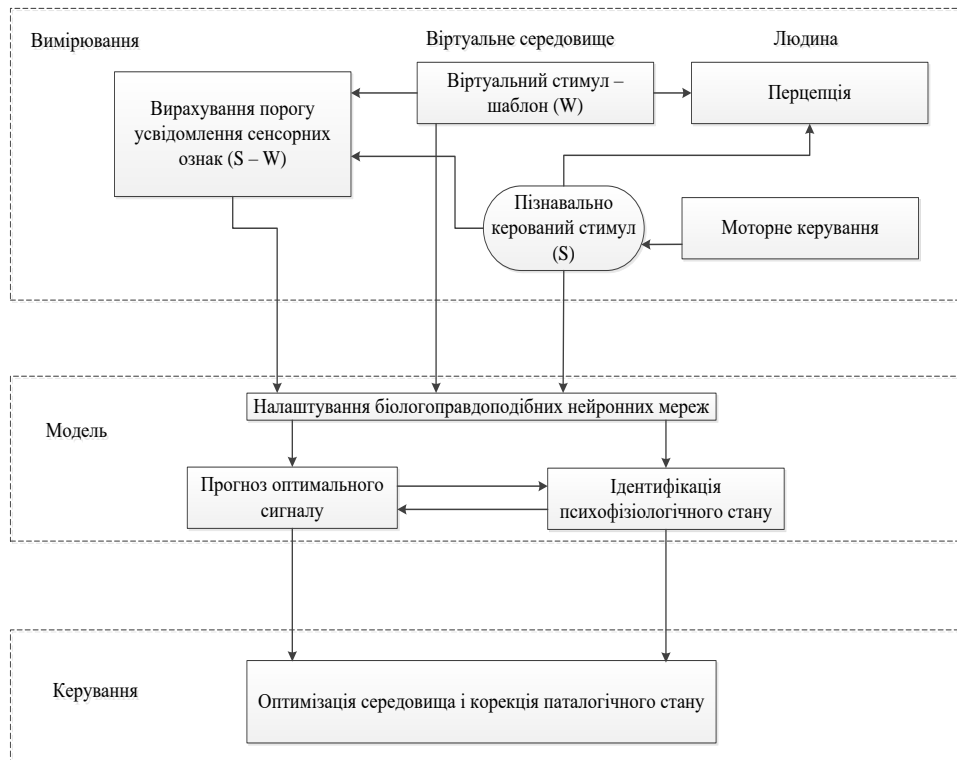 Вимірювання
Віртуальне середовище
Людина
Віртуальний стимул –
шаблон (W)
Перцепція
Вирахування порогу
усвідомлення сенсорних
ознак (S – W)
Пізнавально
керований стимул
(S)
Моторне керування
Модель
Налаштування біологоправдоподібних нейронних мереж
Прогноз оптимального
сигналу
Ідентифікація
психофізіологічного стану
Керування
Оптимізація середовища і корекція паталогічного стану